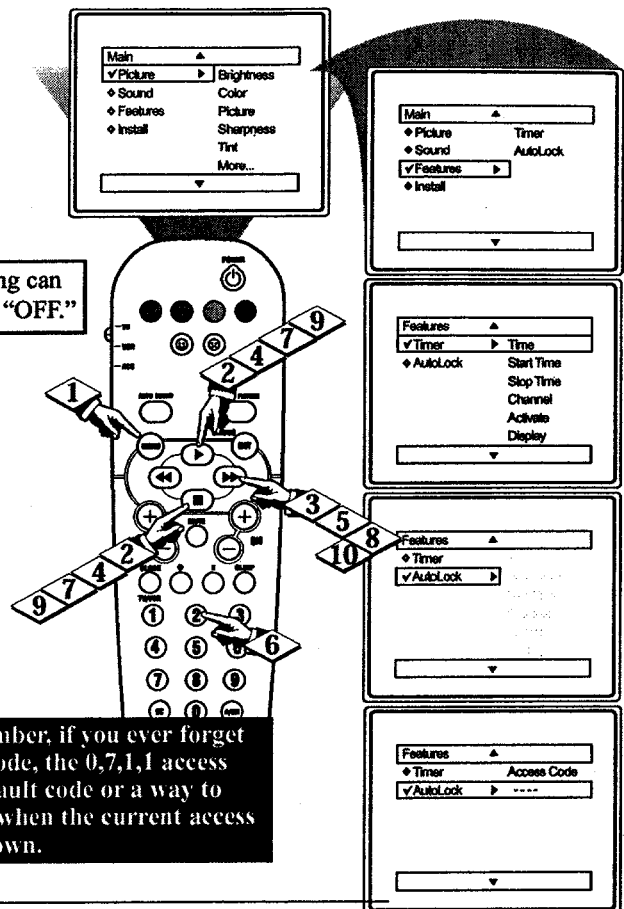 Main
Picture Brightness
Sound Color
Features Picture
Install Sharpness
Tint
More...
Main
Picture Timer
Sound AutoLock
Features
Install
ng can
"OFF."
POWER
Features
Timer Time
AutoLock Start Time
Stop Time
Channel
Activate
Display
1
2 4 7 9
3 5 8
10
9 7 4 2
6
1 2 3
4 5 6
7 8 9
0
Features
Timer
AutoLock
Features
Timer Access Code
AutoLock ----
mber, if you ever forget
ode, the 0,7,1,1 access
ault code or a way to
when the current access
own.